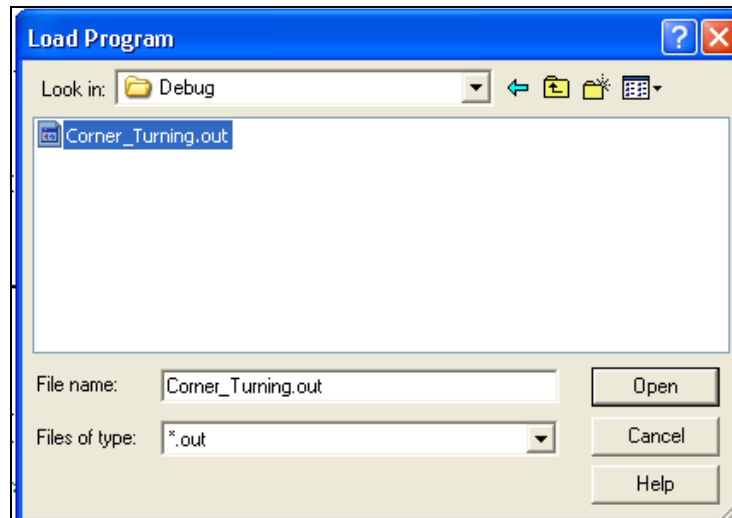 Load Program
Look in: Debug
Corner_Turning.out
File name: Corner_Turning.out Open
Files of type: *.out Cancel
Help